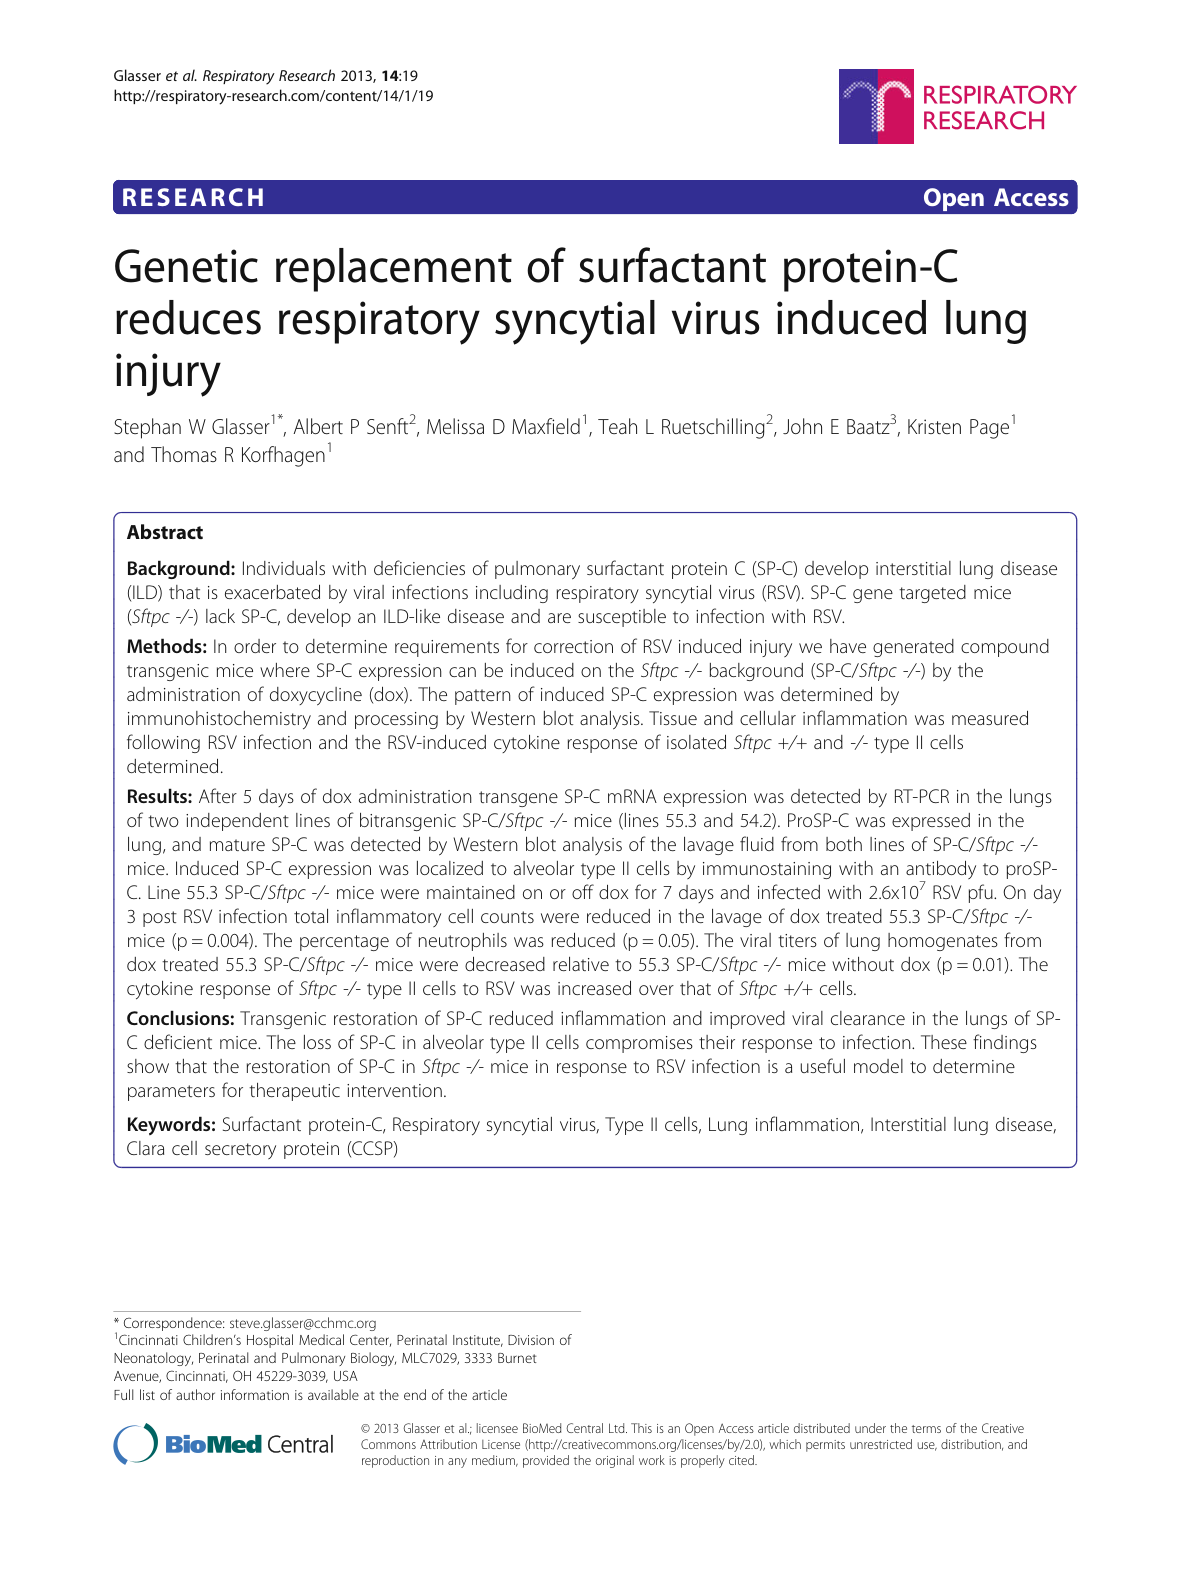 Glasser et al. Respiratory Research 2013, 14:19
http://respiratory-research.com/content/14/1/19
RESPIRATORY
RESEARCH
RESEARCH Open Access
Genetic replacement of surfactant protein-C
reduces respiratory syncytial virus induced lung
injury
Stephan W Glasser1*, Albert P Senft2, Melissa D Maxfield1, Teah L Ruetschilling2, John E Baatz3, Kristen Page1
and Thomas R Korfhagen1
Abstract
Background: Individuals with deficiencies of pulmonary surfactant protein C (SP-C) develop interstitial lung disease
(ILD) that is exacerbated by viral infections including respiratory syncytial virus (RSV). SP-C gene targeted mice
(Sftpc -/-) lack SP-C, develop an ILD-like disease and are susceptible to infection with RSV.
Methods: In order to determine requirements for correction of RSV induced injury we have generated compound
transgenic mice where SP-C expression can be induced on the Sftpc -/- background (SP-C/Sftpc -/-) by the
administration of doxycycline (dox). The pattern of induced SP-C expression was determined by
immunohistochemistry and processing by Western blot analysis. Tissue and cellular inflammation was measured
following RSV infection and the RSV-induced cytokine response of isolated Sftpc +/+ and -/- type II cells
determined.
Results: After 5 days of dox administration transgene SP-C mRNA expression was detected by RT-PCR in the lungs
of two independent lines of bitransgenic SP-C/Sftpc -/- mice (lines 55.3 and 54.2). ProSP-C was expressed in the
lung, and mature SP-C was detected by Western blot analysis of the lavage fluid from both lines of SP-C/Sftpc -/-
mice. Induced SP-C expression was localized to alveolar type II cells by immunostaining with an antibody to proSP-
C. Line 55.3 SP-C/Sftpc -/- mice were maintained on or off dox for 7 days and infected with 2.6x10^7 RSV pfu. On day
3 post RSV infection total inflammatory cell counts were reduced in the lavage of dox treated 55.3 SP-C/Sftpc -/-
mice (p = 0.004). The percentage of neutrophils was reduced (p = 0.05). The viral titers of lung homogenates from
dox treated 55.3 SP-C/Sftpc -/- mice were decreased relative to 55.3 SP-C/Sftpc -/- mice without dox (p = 0.01). The
cytokine response of Sftpc -/- type II cells to RSV was increased over that of Sftpc +/+ cells.
Conclusions: Transgenic restoration of SP-C reduced inflammation and improved viral clearance in the lungs of SP-
C deficient mice. The loss of SP-C in alveolar type II cells compromises their response to infection. These findings
show that the restoration of SP-C in Sftpc -/- mice in response to RSV infection is a useful model to determine
parameters for therapeutic intervention.
Keywords: Surfactant protein-C, Respiratory syncytial virus, Type II cells, Lung inflammation, Interstitial lung disease,
Clara cell secretory protein (CCSP)
* Correspondence: steve.glasser@cchmc.org
1Cincinnati Children's Hospital Medical Center, Perinatal Institute, Division of
Neonatology, Perinatal and Pulmonary Biology, MLC7029, 3333 Burnet
Avenue, Cincinnati, OH 45229-3039, USA
Full list of author information is available at the end of the article
BioMed Central
© 2013 Glasser et al.; licensee BioMed Central Ltd. This is an Open Access article distributed under the terms of the Creative
Commons Attribution License (http://creativecommons.org/licenses/by/2.0), which permits unrestricted use, distribution, and
reproduction in any medium, provided the original work is properly cited.